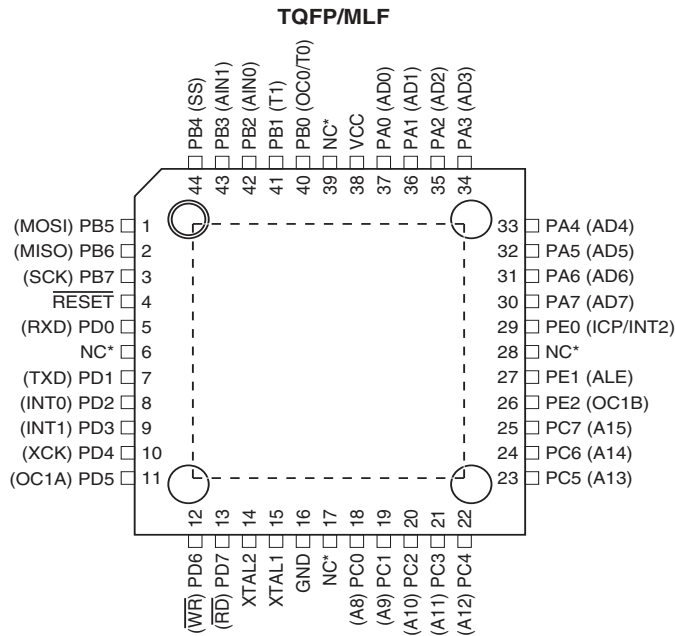 TQFP/MLF
PB4 (SS)
PB3 (AIN1)
PB2 (AIN0)
PB1 (T1)
PB0 (OC0/T0)
NC*
VCC
PA0 (AD0)
PA1 (AD1)
PA2 (AD2)
PA3 (AD3)
44 43 42 41 40 39 38 37 36 35 34
(MOSI) PB5 1
(MISO) PB6 2
(SCK) PB7 3
RESET 4
(RXD) PD0 5
NC* 6
(TXD) PD1 7
(INT0) PD2 8
(INT1) PD3 9
(XCK) PD4 10
(OC1A) PD5 11
33 PA4 (AD4)
32 PA5 (AD5)
31 PA6 (AD6)
30 PA7 (AD7)
29 PE0 (ICP/INT2)
28 NC*
27 PE1 (ALE)
26 PE2 (OC1B)
25 PC7 (A15)
24 PC6 (A14)
23 PC5 (A13)
12 13 14 15 16 17 18 19 20 21 22
(WR) PD6
(RD) PD7
XTAL2
XTAL1
GND
NC*
(A8) PC0
(A9) PC1
(A10) PC2
(A11) PC3
(A12) PC4